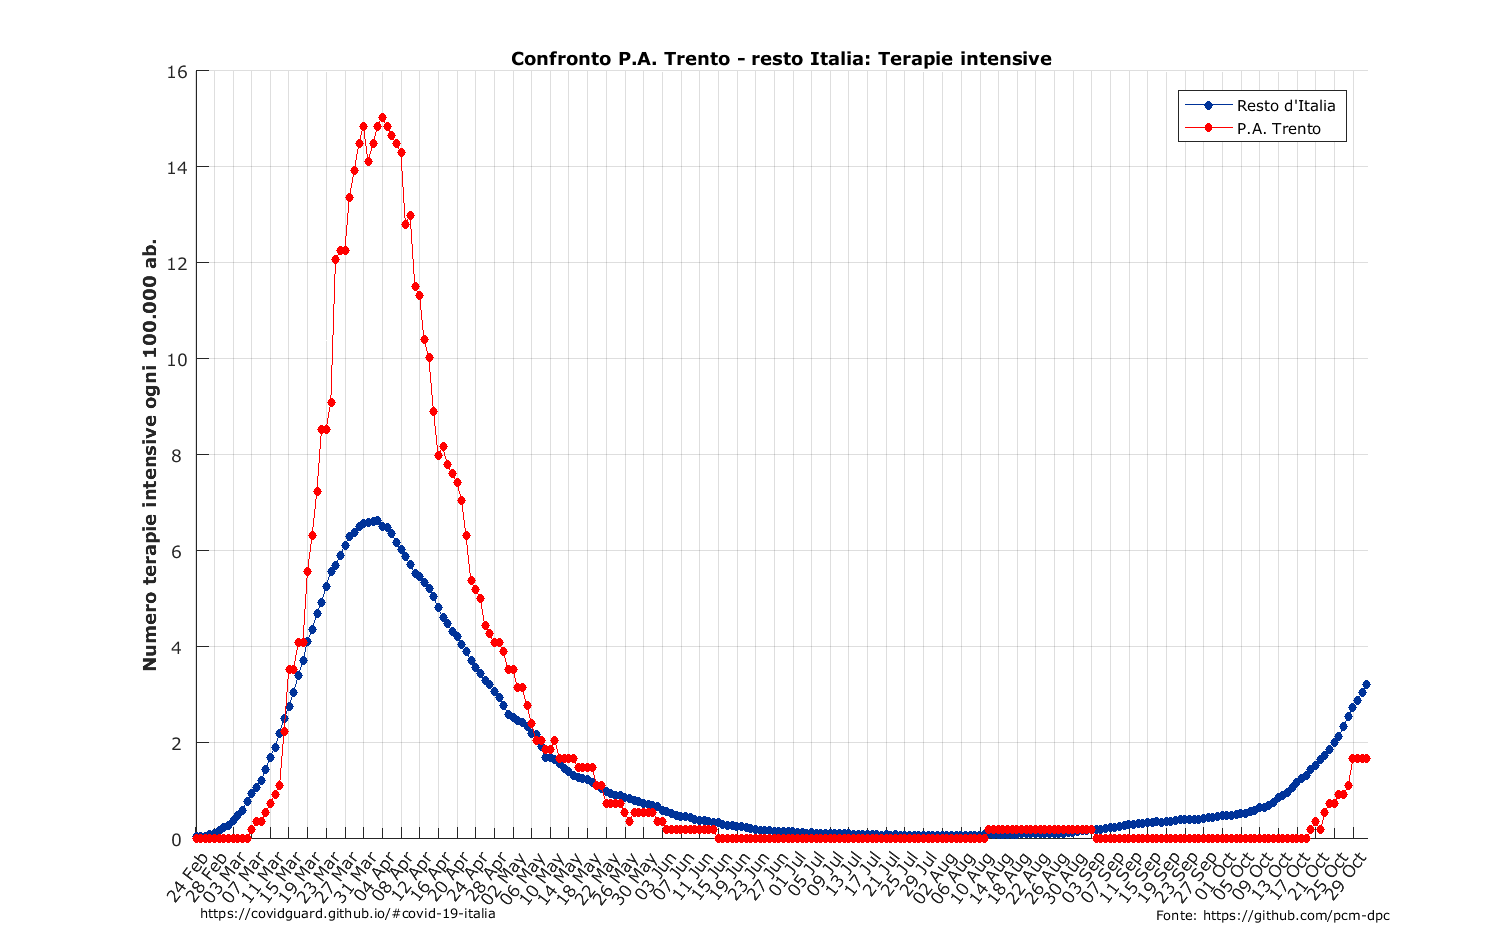 Confronto P.A. Trento - resto Italia: Terapie intensive
Resto d'Italia
P.A. Trento
Numero terapie intensive ogni 100.000 ab.
16
14
12
10
8
6
4
2
0
24 Feb 28 Feb 03 Mar 07 Mar 11 Mar 15 Mar 19 Mar 23 Mar 27 Mar 31 Mar 04 Apr 08 Apr 12 Apr 16 Apr 20 Apr 24 Apr 28 Apr 02 May 06 May 10 May 14 May 18 May 22 May 26 May 30 May 03 Jun 07 Jun 11 Jun 15 Jun 19 Jun 23 Jun 27 Jun 01 Jul 05 Jul 09 Jul 13 Jul 17 Jul 21 Jul 25 Jul 29 Jul 02 Aug 06 Aug 10 Aug 14 Aug 18 Aug 22 Aug 26 Aug 30 Aug 03 Sep 07 Sep 11 Sep 15 Sep 19 Sep 23 Sep 27 Sep 01 Oct 05 Oct 09 Oct 13 Oct 17 Oct 21 Oct 25 Oct 29 Oct
https://covidguard.github.io/#covid-19-italia
Fonte: https://github.com/pcm-dpc